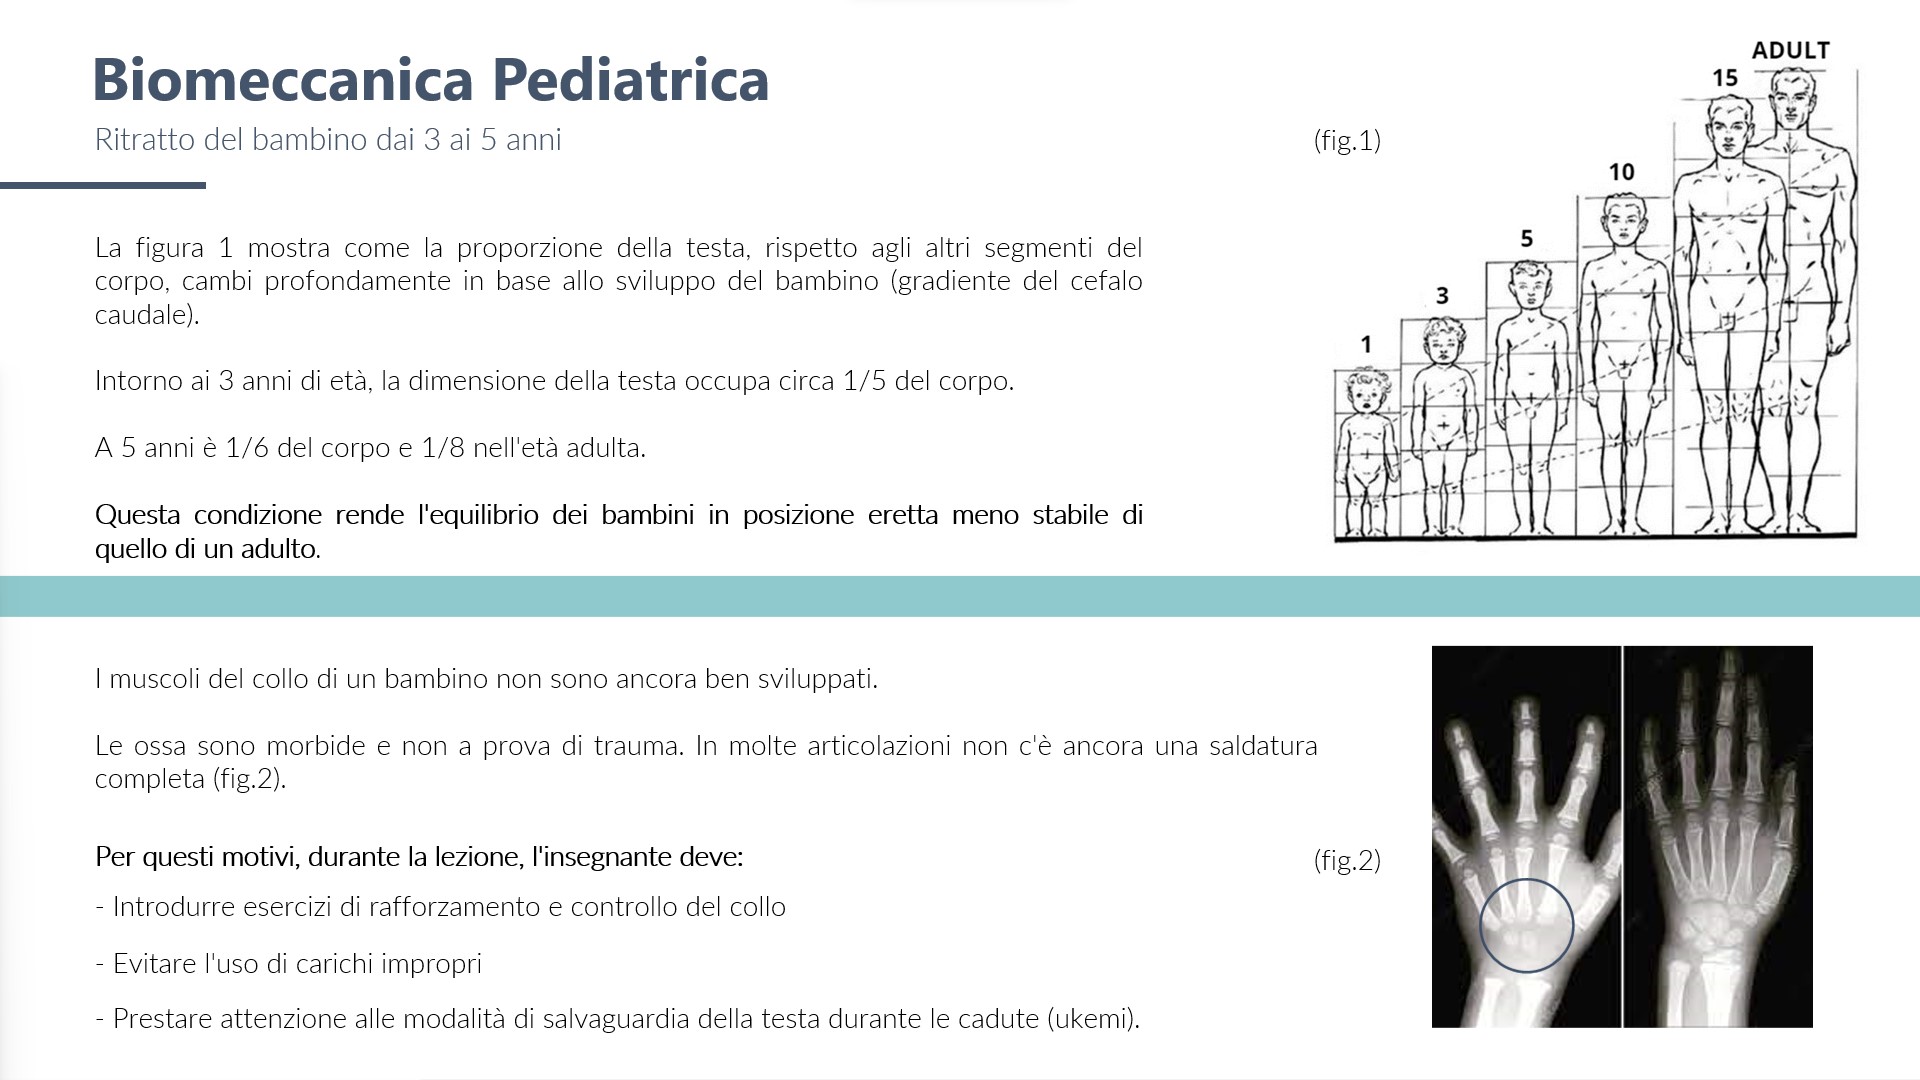 Biomeccanica Pediatrica
Ritratto del bambino dai 3 ai 5 anni
La figura 1 mostra come la proporzione della testa, rispetto agli altri segmenti del
corpo, cambi profondamente in base allo sviluppo del bambino (gradiente del cefalo
caudale).
Intorno ai 3 anni di età, la dimensione della testa occupa circa 1/5 del corpo.
A 5 anni è 1/6 del corpo e 1/8 nell'età adulta.
Questa condizione rende l'equilibrio dei bambini in posizione eretta meno stabile di
quello di un adulto.
(fig.1)
1
3
5
10
15
ADULT
I muscoli del collo di un bambino non sono ancora ben sviluppati.
Le ossa sono morbide e non a prova di trauma. In molte articolazioni non c'è ancora una saldatura
completa (fig.2).
Per questi motivi, durante la lezione, l'insegnante deve:
- Introdurre esercizi di rafforzamento e controllo del collo
- Evitare l'uso di carichi impropri
- Prestare attenzione alle modalità di salvaguardia della testa durante le cadute (ukemi).
(fig.2)